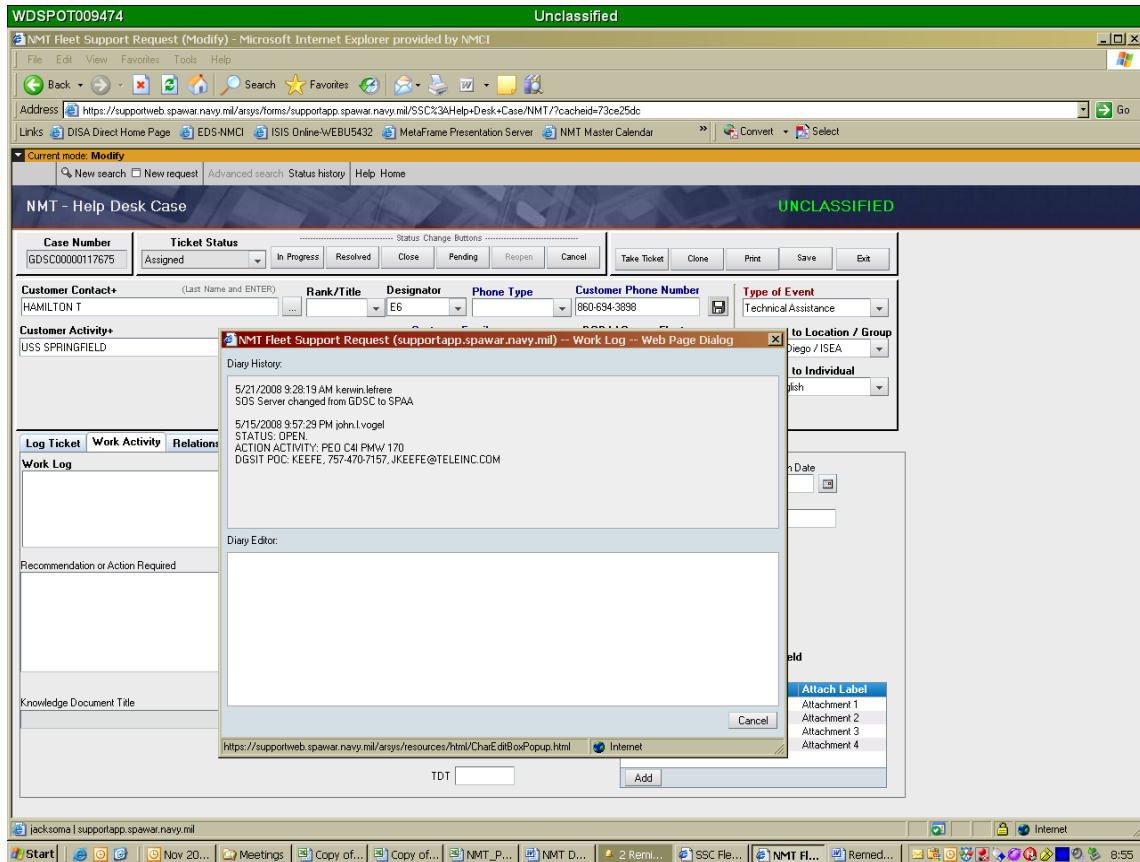 WDSPOT009474 Unclassified
NMT Fleet Support Request (Modify) - Microsoft Internet Explorer provided by NMCI
File Edit View Favorites Tools Help
Back Search Favorites
Address https://supportweb.spawar.navy.mil/arsys/forms/supportapp.spawar.navy.mil/SSC%3AHelp+Desk+Case/NMT/?cacheid=73ce25dc Go
Links DISA Direct Home Page EDS-NMCI ISIS Online-WEBU5432 MetaFrame Presentation Server NMT Master Calendar » Convert Select
Current mode: Modify
New search New request Advanced search Status history Help Home
NMT - Help Desk Case UNCLASSIFIED
Case Number Ticket Status Status Change Buttons
GDSC00000117675 Assigned In Progress Resolved Close Pending Reopen Cancel Take Ticket Clone Print Save Exit
Customer Contact+ (Last Name and ENTER) Rank/Title Designator Phone Type Customer Phone Number Type of Event
HAMILTON T ... E6 860-694-3898 Technical Assistance
Customer Activity+ to Location / Group
USS SPRINGFIELD Diego / ISEA
to Individual
glish
NMT Fleet Support Request (supportapp.spawar.navy.mil) -- Work Log -- Web Page Dialog
Diary History:
5/21/2008 9:28:19 AM kerwin.lefrere
SOS Server changed from GDSC to SPAA
5/15/2008 9:57:29 PM john.l.vogel
STATUS: OPEN.
ACTION ACTIVITY: PEO C4I PMW 170
DGSIT POC: KEEFE, 757-470-7157, JKEEFE@TELEINC.COM
Diary Editor:
Cancel
https://supportweb.spawar.navy.mil/arsys/resources/html/CharEditBoxPopup.html Internet
Log Ticket Work Activity Relations
Work Log
n Date
Recommendation or Action Required
eld
Knowledge Document Title
Attach Label
Attachment 1
Attachment 2
Attachment 3
Attachment 4
TDT Add
jacksoma | supportapp.spawar.navy.mil Internet
Start Nov 20... Meetings Copy of... Copy of... NMT_P... NMT D... 2 Remi... SSC Fle... NMT Fl... Remed... 8:55